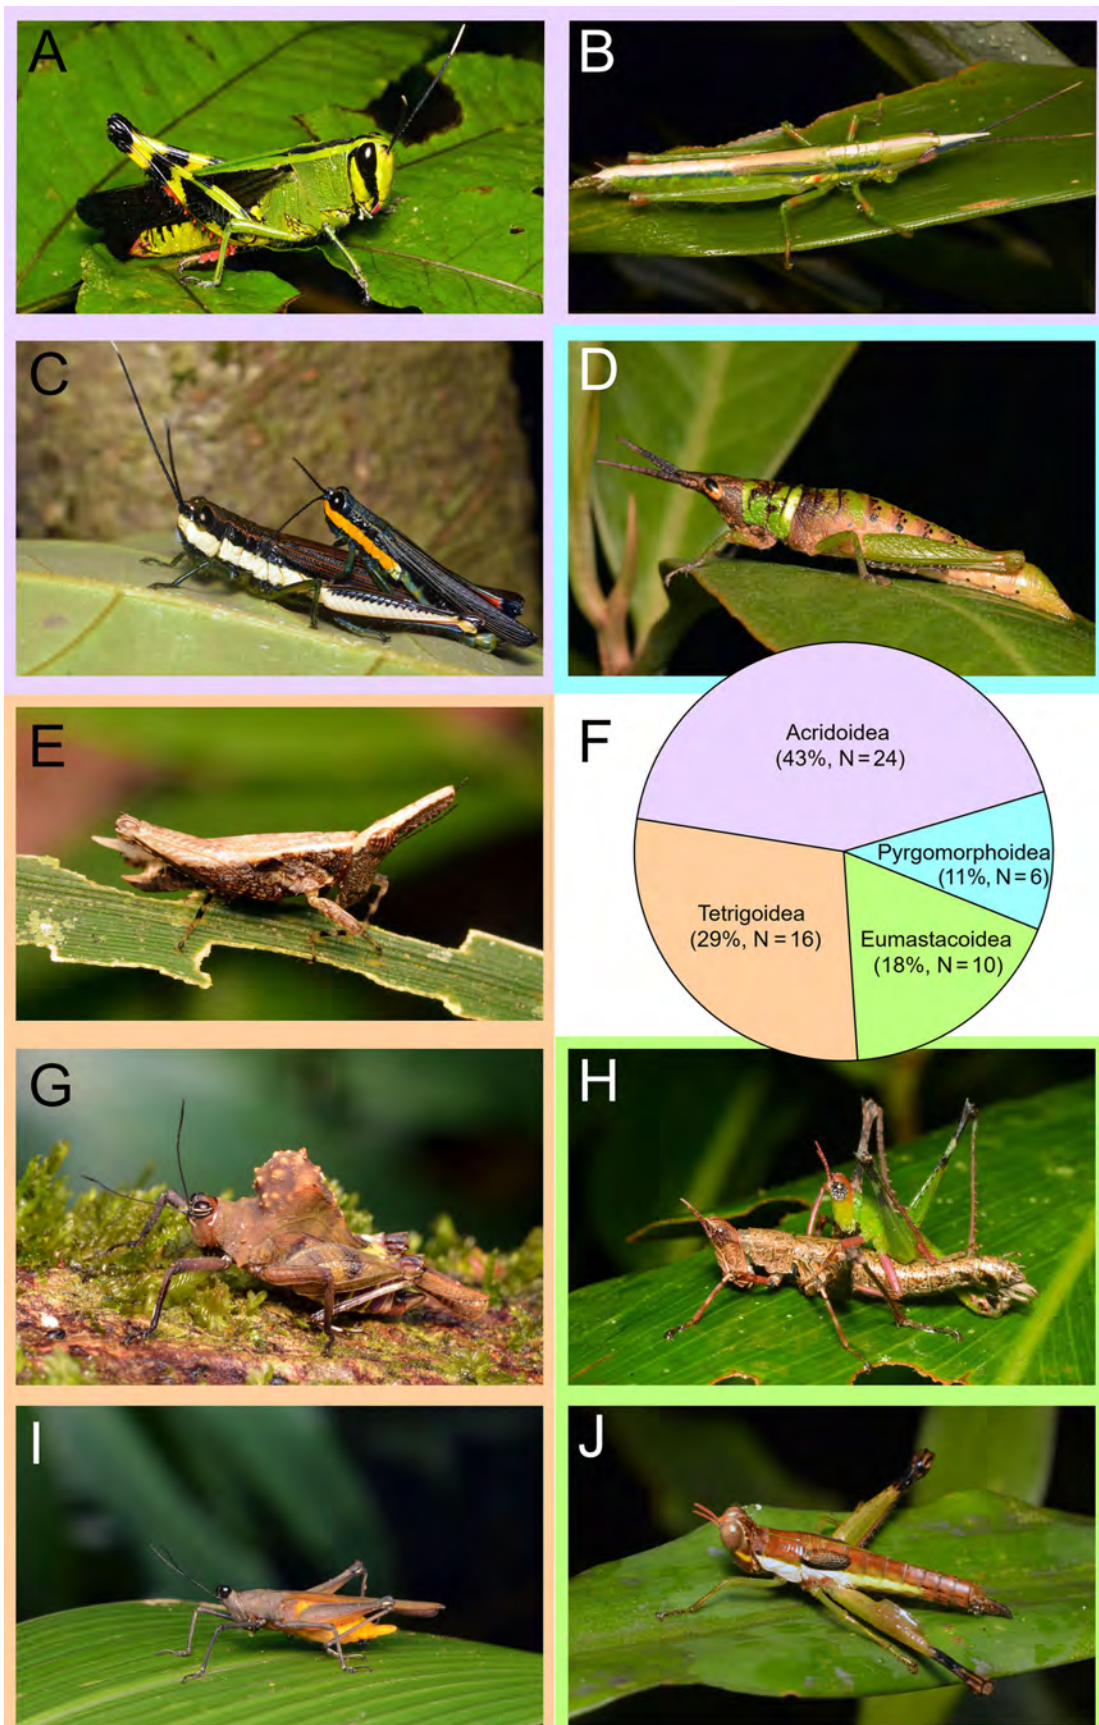 A
B
C
D
E
F
Acridoidea
(43%, N = 24)
Pyrgomorphoidea
(11%, N = 6)
Tetrigoidea
(29%, N = 16)
Eumastacoidea
(18%, N = 10)
G
H
I
J